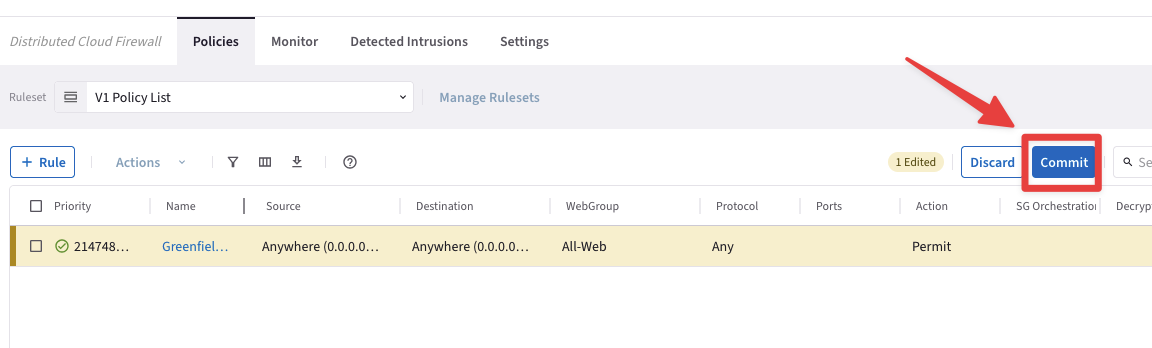 Distributed Cloud Firewall Policies Monitor Detected Intrusions Settings
Ruleset V1 Policy List Manage Rulesets
+ Rule Actions 1 Edited Discard Commit Se
Priority Name Source Destination WebGroup Protocol Ports Action SG Orchestration Decryp
214748… Greenfiel… Anywhere (0.0.0.0… Anywhere (0.0.0.0… All-Web Any Permit